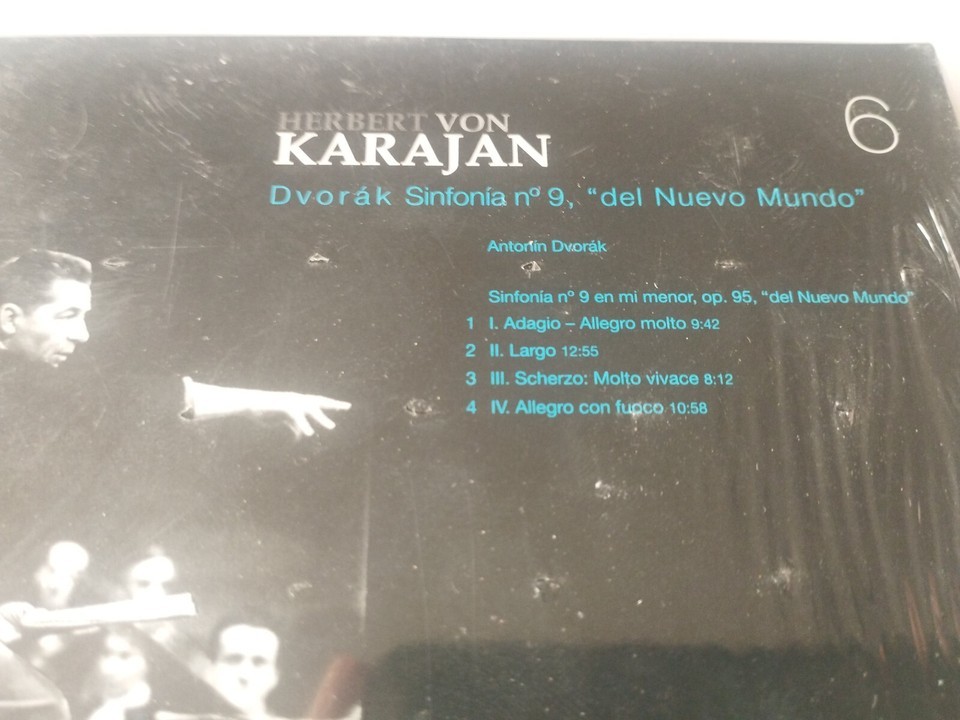 HERBERT VON
KARAJAN
6
Dvorák Sinfonía nº 9, “del Nuevo Mundo”
Antonín Dvorák
Sinfonía nº 9 en mi menor, op. 95, “del Nuevo Mundo”
1 I. Adagio – Allegro molto 9:42
2 II. Largo 12:55
3 III. Scherzo: Molto vivace 8:12
4 IV. Allegro con fuoco 10:58